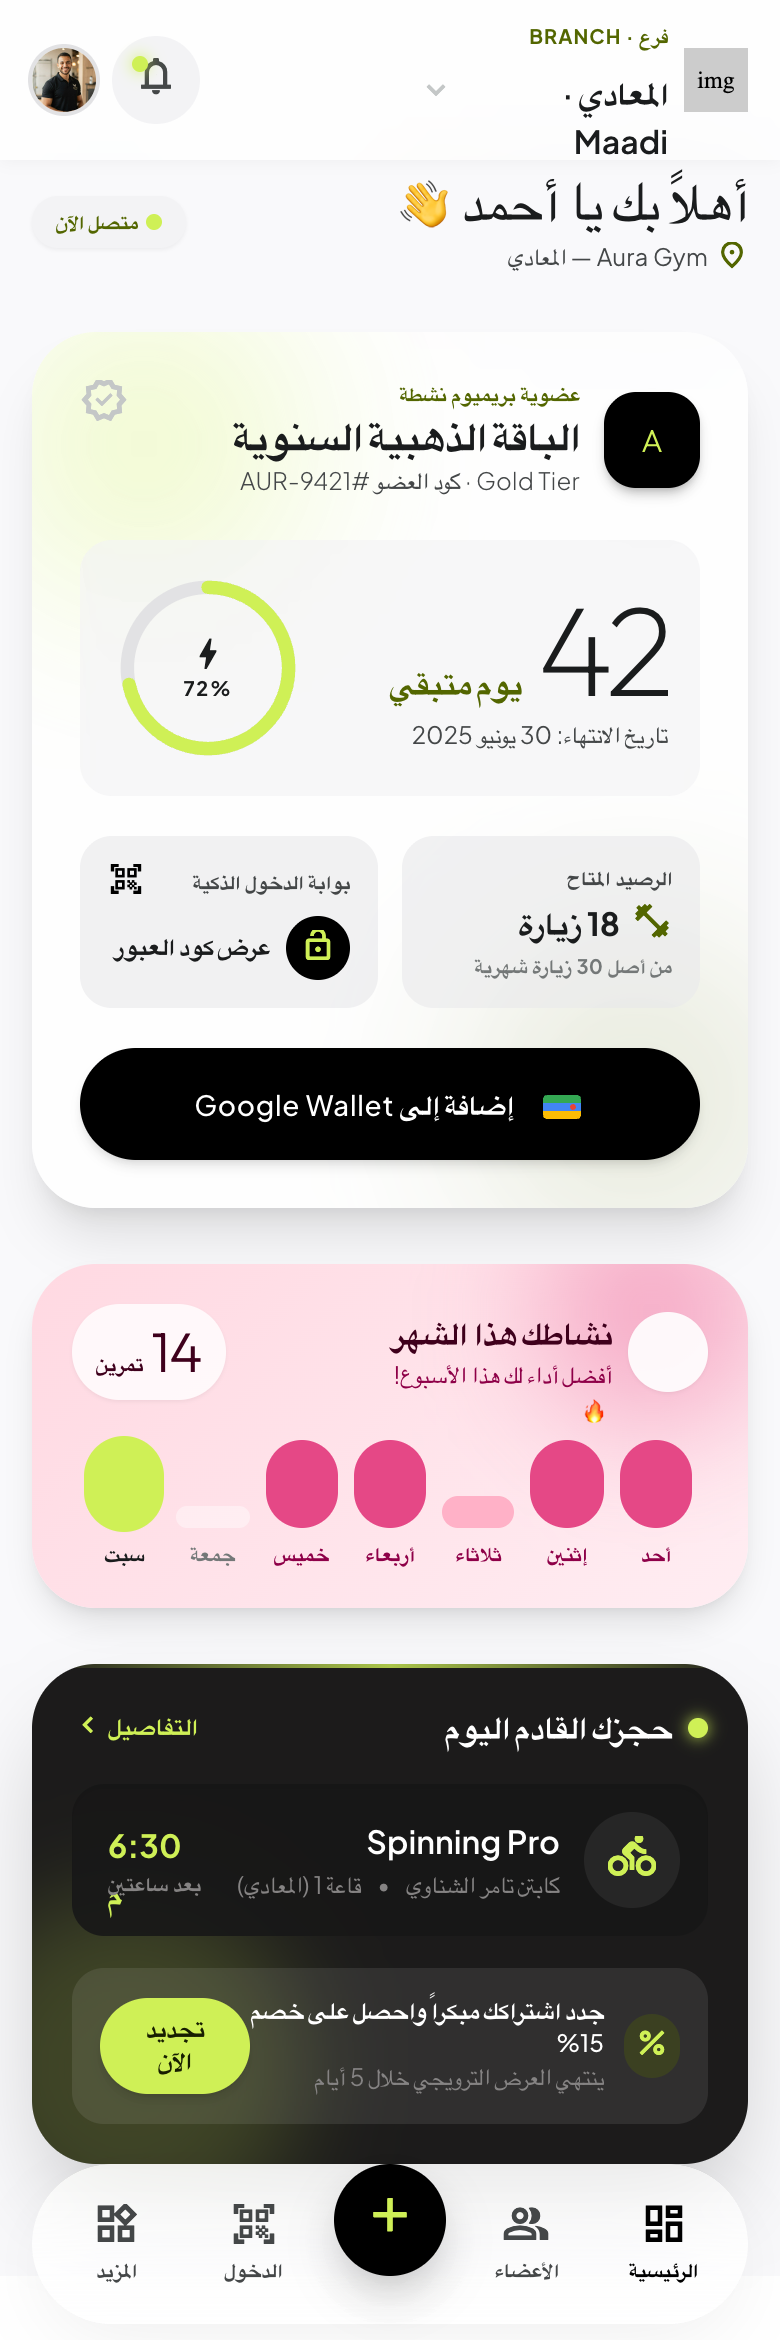 فرع · BRANCH
img
المعادي ·
Maadi
أهلاً بك يا أحمد 👋
متصل الآن
Aura Gym — المعادي
عضوية بريميوم نشطة
A
الباقة الذهبية السنوية
Gold Tier · كود العضو #AUR-9421
42 يوم متبقي
72%
تاريخ الانتهاء: 30 يونيو 2025
الرصيد المتاح
18 زيارة
من أصل 30 زيارة شهرية
بوابة الدخول الذكية
عرض كود العبور
إضافة إلى Google Wallet
نشاطك هذا الشهر
14 تمرين
أفضل أداء لك هذا الأسبوع!
🔥
أحد إثنين ثلاثاء أربعاء خميس جمعة سبت
حجزك القادم اليوم
التفاصيل
Spinning Pro
6:30
م
كابتن تامر الشناوي • قاعة 1 (المعادي)
بعد ساعتين
جدد اشتراكك مبكراً واحصل على خصم
15%
ينتهي العرض الترويجي خلال 5 أيام
تجديد
الآن
الرئيسية
الأعضاء
الدخول
المزيد